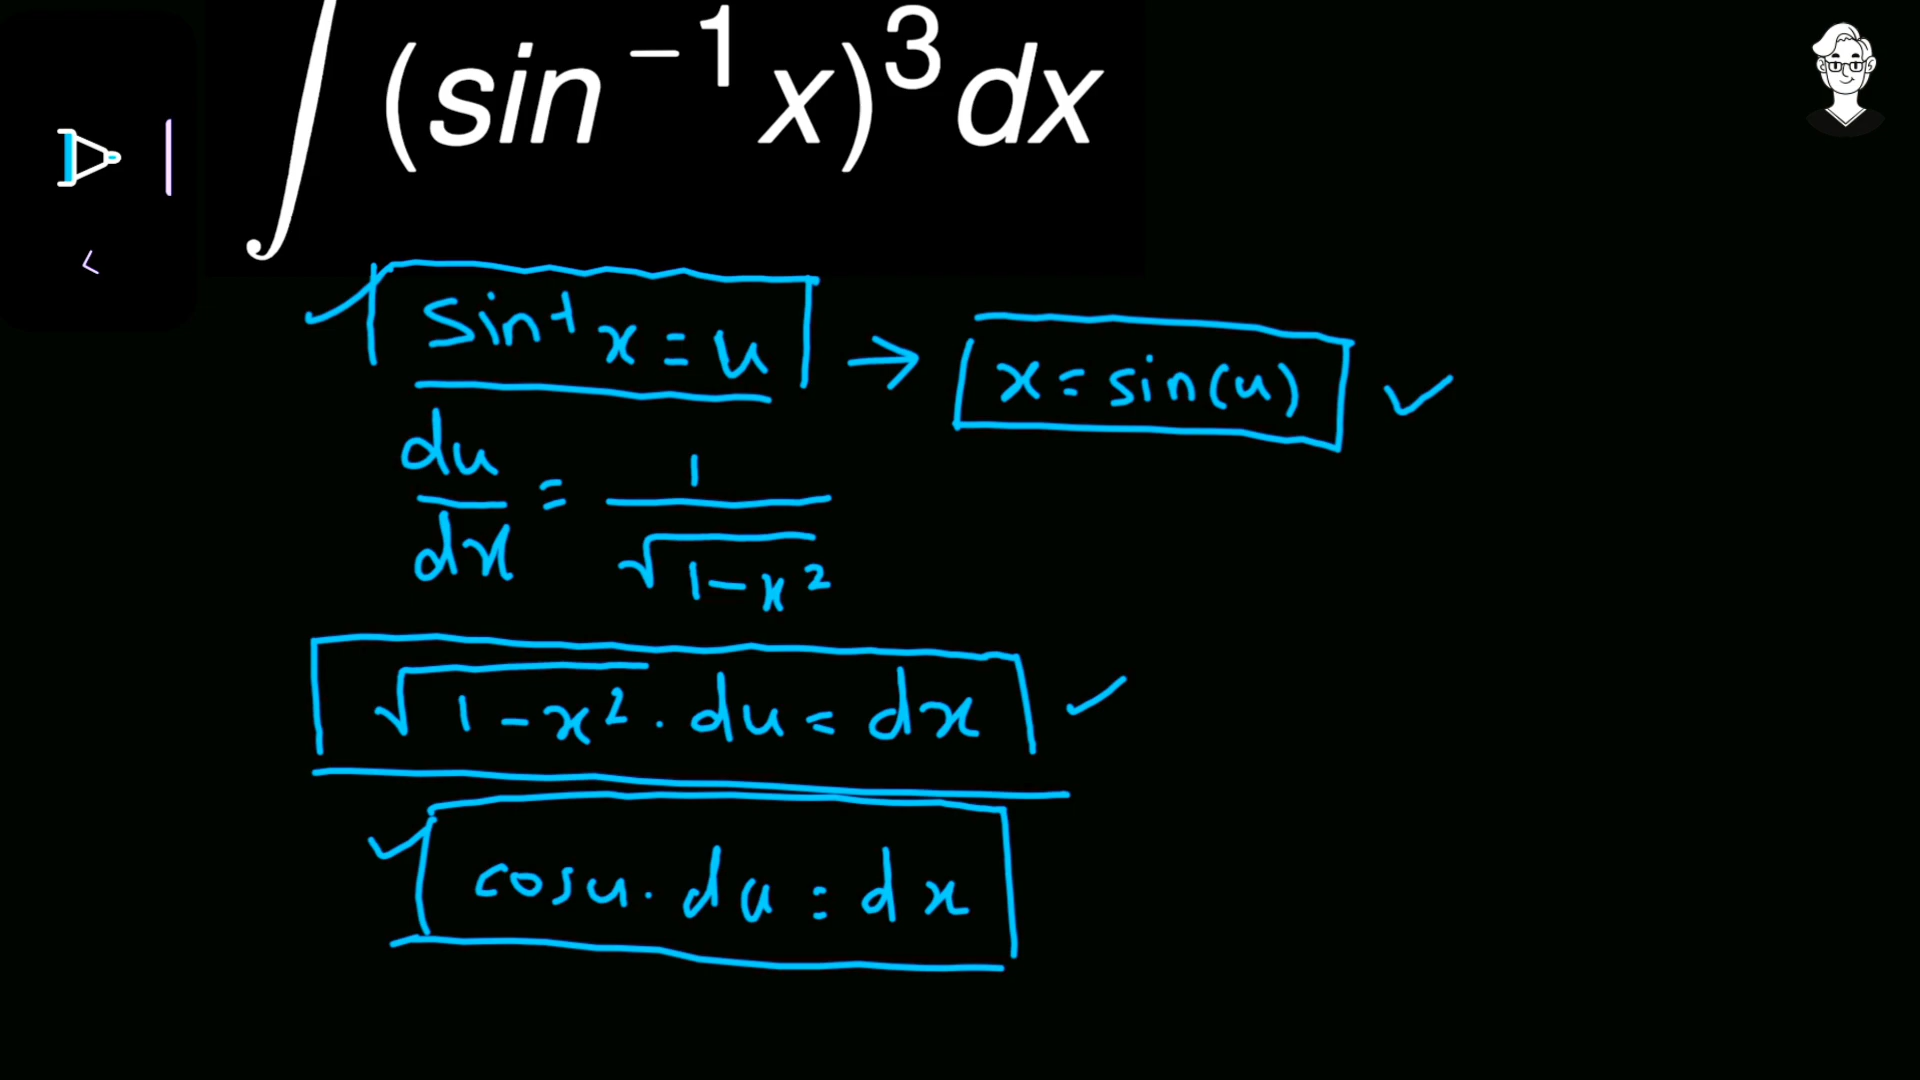 ∫ (sin⁻¹x)³dx
sin⁻¹x = u → x = sin(u)
du/dx = 1/√(1-x²)
√(1-x²) · du = dx
cosu · du = dx